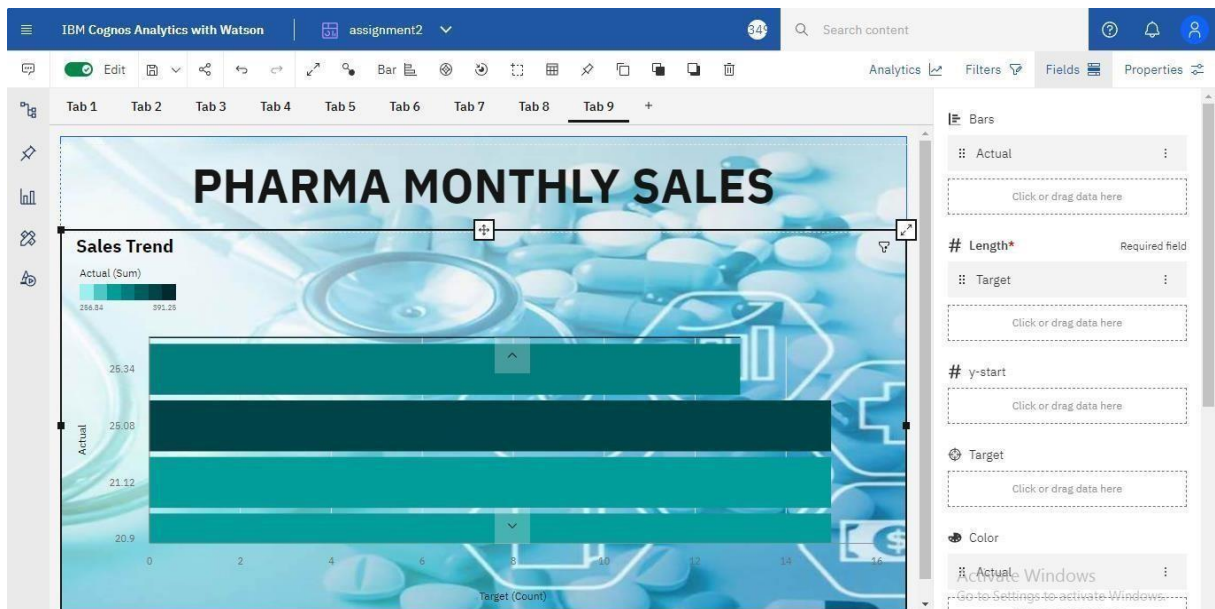 IBM Cognos Analytics with Watson
assignment2
349
Search content
Edit
Bar
Analytics
Filters
Fields
Properties
Tab 1
Tab 2
Tab 3
Tab 4
Tab 5
Tab 6
Tab 7
Tab 8
Tab 9
+
PHARMA MONTHLY SALES
Sales Trend
Actual (Sum)
256.54
391.25
Actual
25.34
25.08
21.12
20.9
0
2
4
6
8
10
12
14
16
Target (Count)
Bars
Actual
Click or drag data here
# Length*
Required field
Target
Click or drag data here
# y-start
Click or drag data here
Target
Click or drag data here
Color
Actual
Activate Windows
Go to Settings to activate Windows.